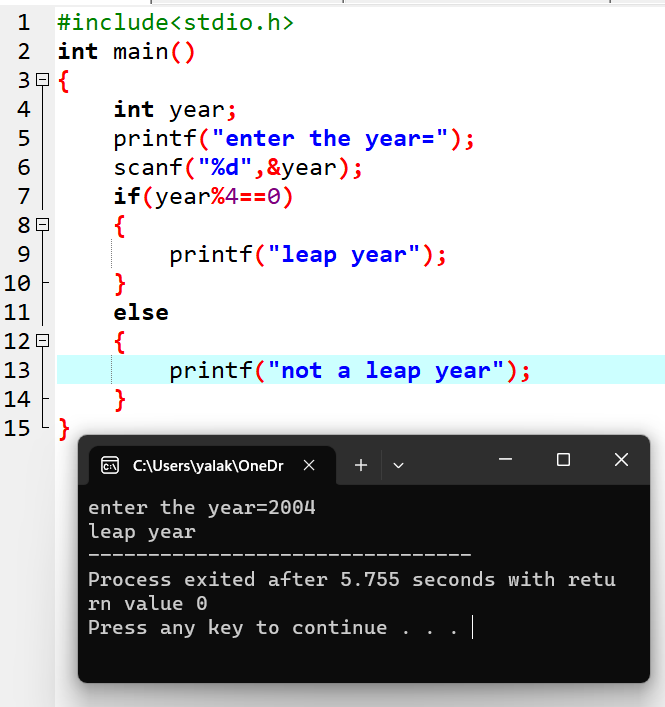 1 #include<stdio.h>
2 int main()
3 {
4 int year;
5 printf("enter the year=");
6 scanf("%d",&year);
7 if(year%4==0)
8 {
9 printf("leap year");
10 }
11 else
12 {
13 printf("not a leap year");
14 }
15 }
C:\Users\yalak\OneDr
enter the year=2004
leap year
--------------------------------
Process exited after 5.755 seconds with retu
rn value 0
Press any key to continue . . .